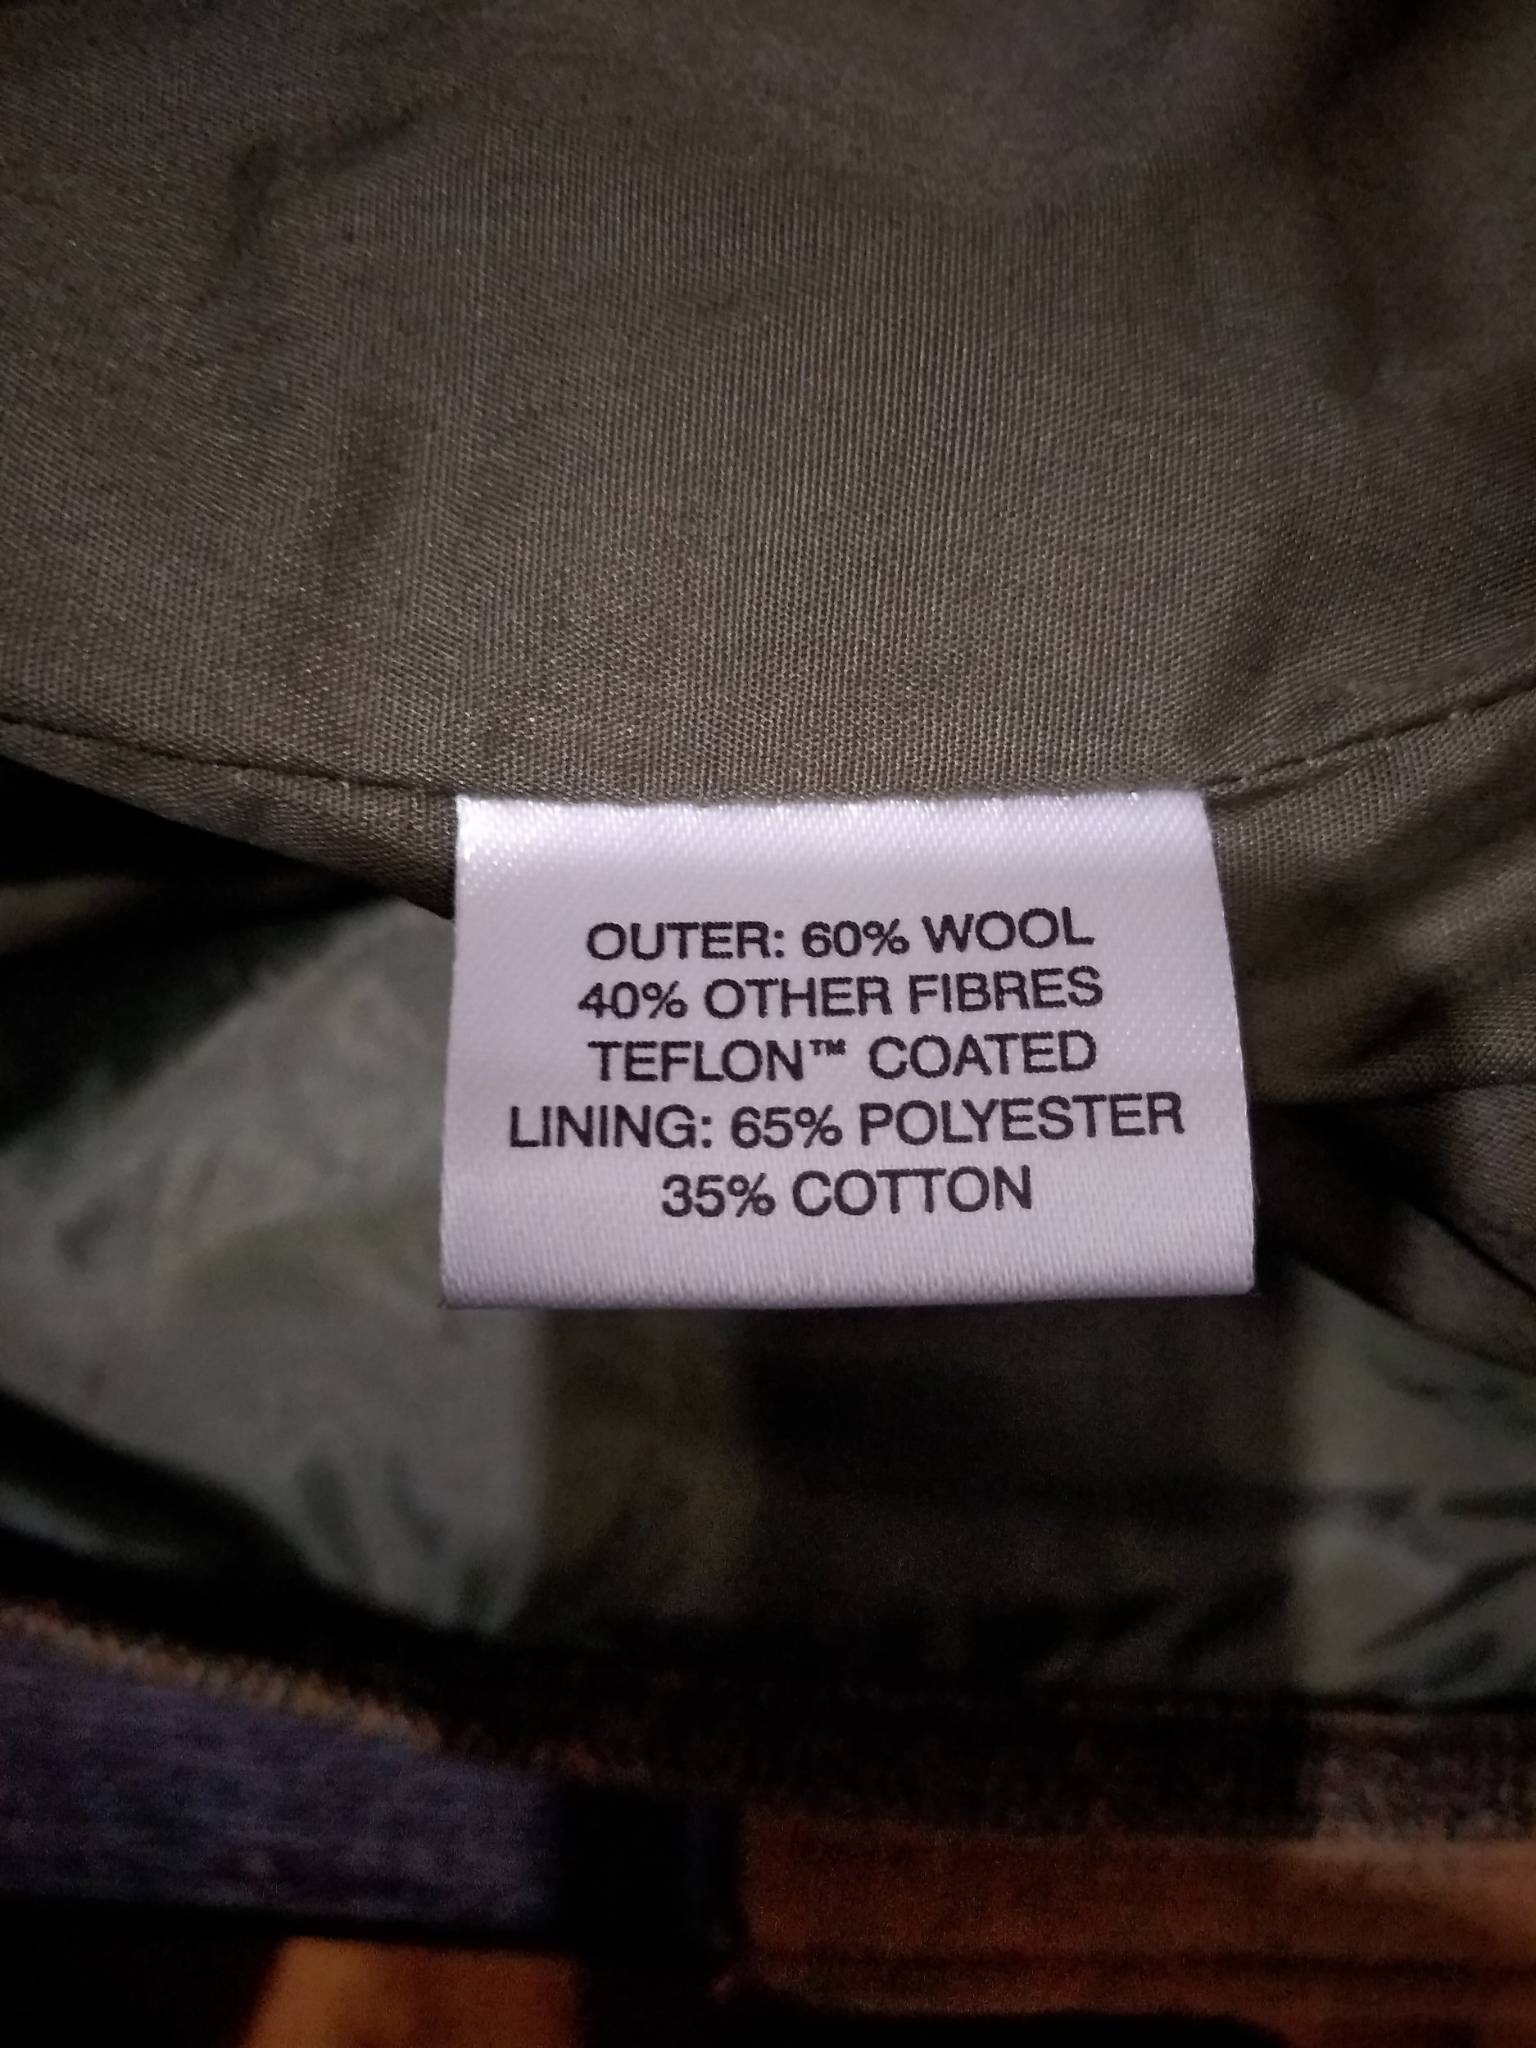 OUTER: 60% WOOL
40% OTHER FIBRES
TEFLON™ COATED
LINING: 65% POLYESTER
35% COTTON